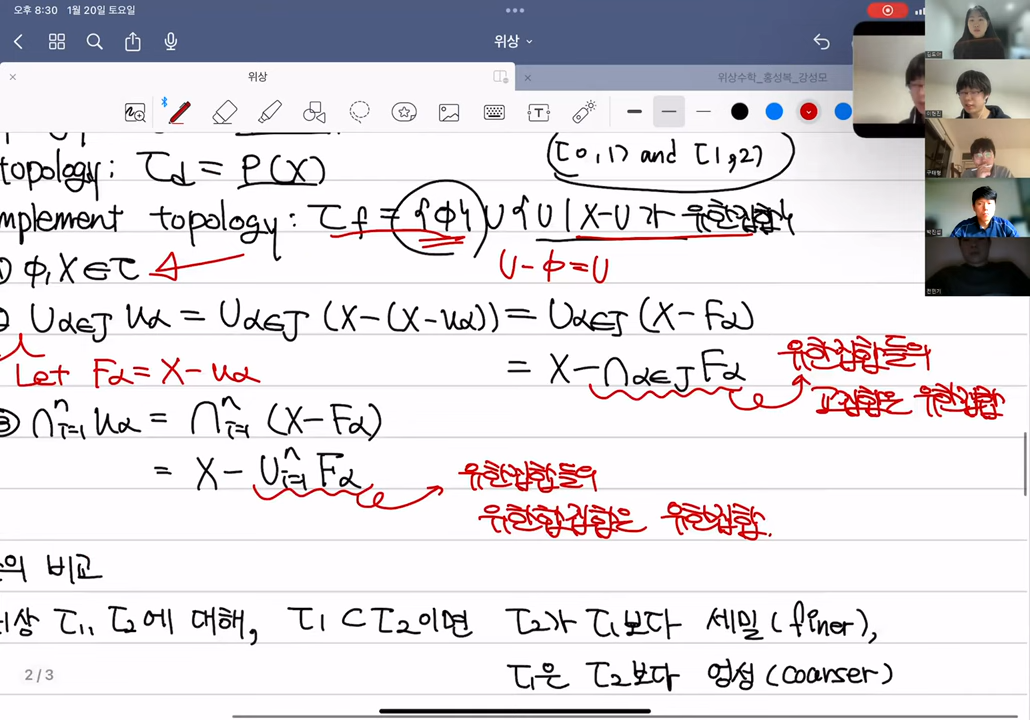 오후 8:30 1월 20일 토요일
위상
위상
위상수학_홍성복_강성모
topology: τd = P(X)
[0,1) and [1,2)
mplement topology: τf = {φ} ∪ {U | X-U가 유한집합}
① φ, X ∈ τ
U-φ=U
∪α∈J uα = ∪α∈J (X-(X-uα)) = ∪α∈J (X-Fα)
Let Fα = X-uα
= X-∩α∈J Fα
유한집합들의
교집합은 유한집합
③ ∩ⁿi=1 uα = ∩ⁿi=1 (X-Fα)
= X - ∪ⁿi=1 Fα
유한집합들의
유한합집합은 유한집합.
의 비교
위상 τ1, τ2에 대해, τ1 ⊂ τ2이면 τ2가 τ1보다 세밀(finer),
2 / 3
τ1은 τ2보다 엉성(coarser)